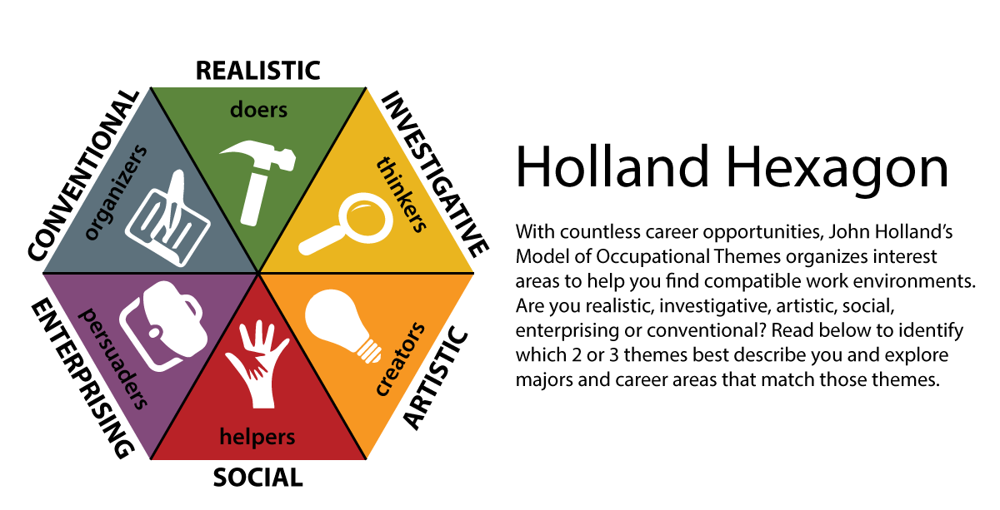 REALISTIC
doers
INVESTIGATIVE
thinkers
ARTISTIC
creators
SOCIAL
helpers
ENTERPRISING
persuaders
CONVENTIONAL
organizers
Holland Hexagon
With countless career opportunities, John Holland’s
Model of Occupational Themes organizes interest
areas to help you find compatible work environments.
Are you realistic, investigative, artistic, social,
enterprising or conventional? Read below to identify
which 2 or 3 themes best describe you and explore
majors and career areas that match those themes.